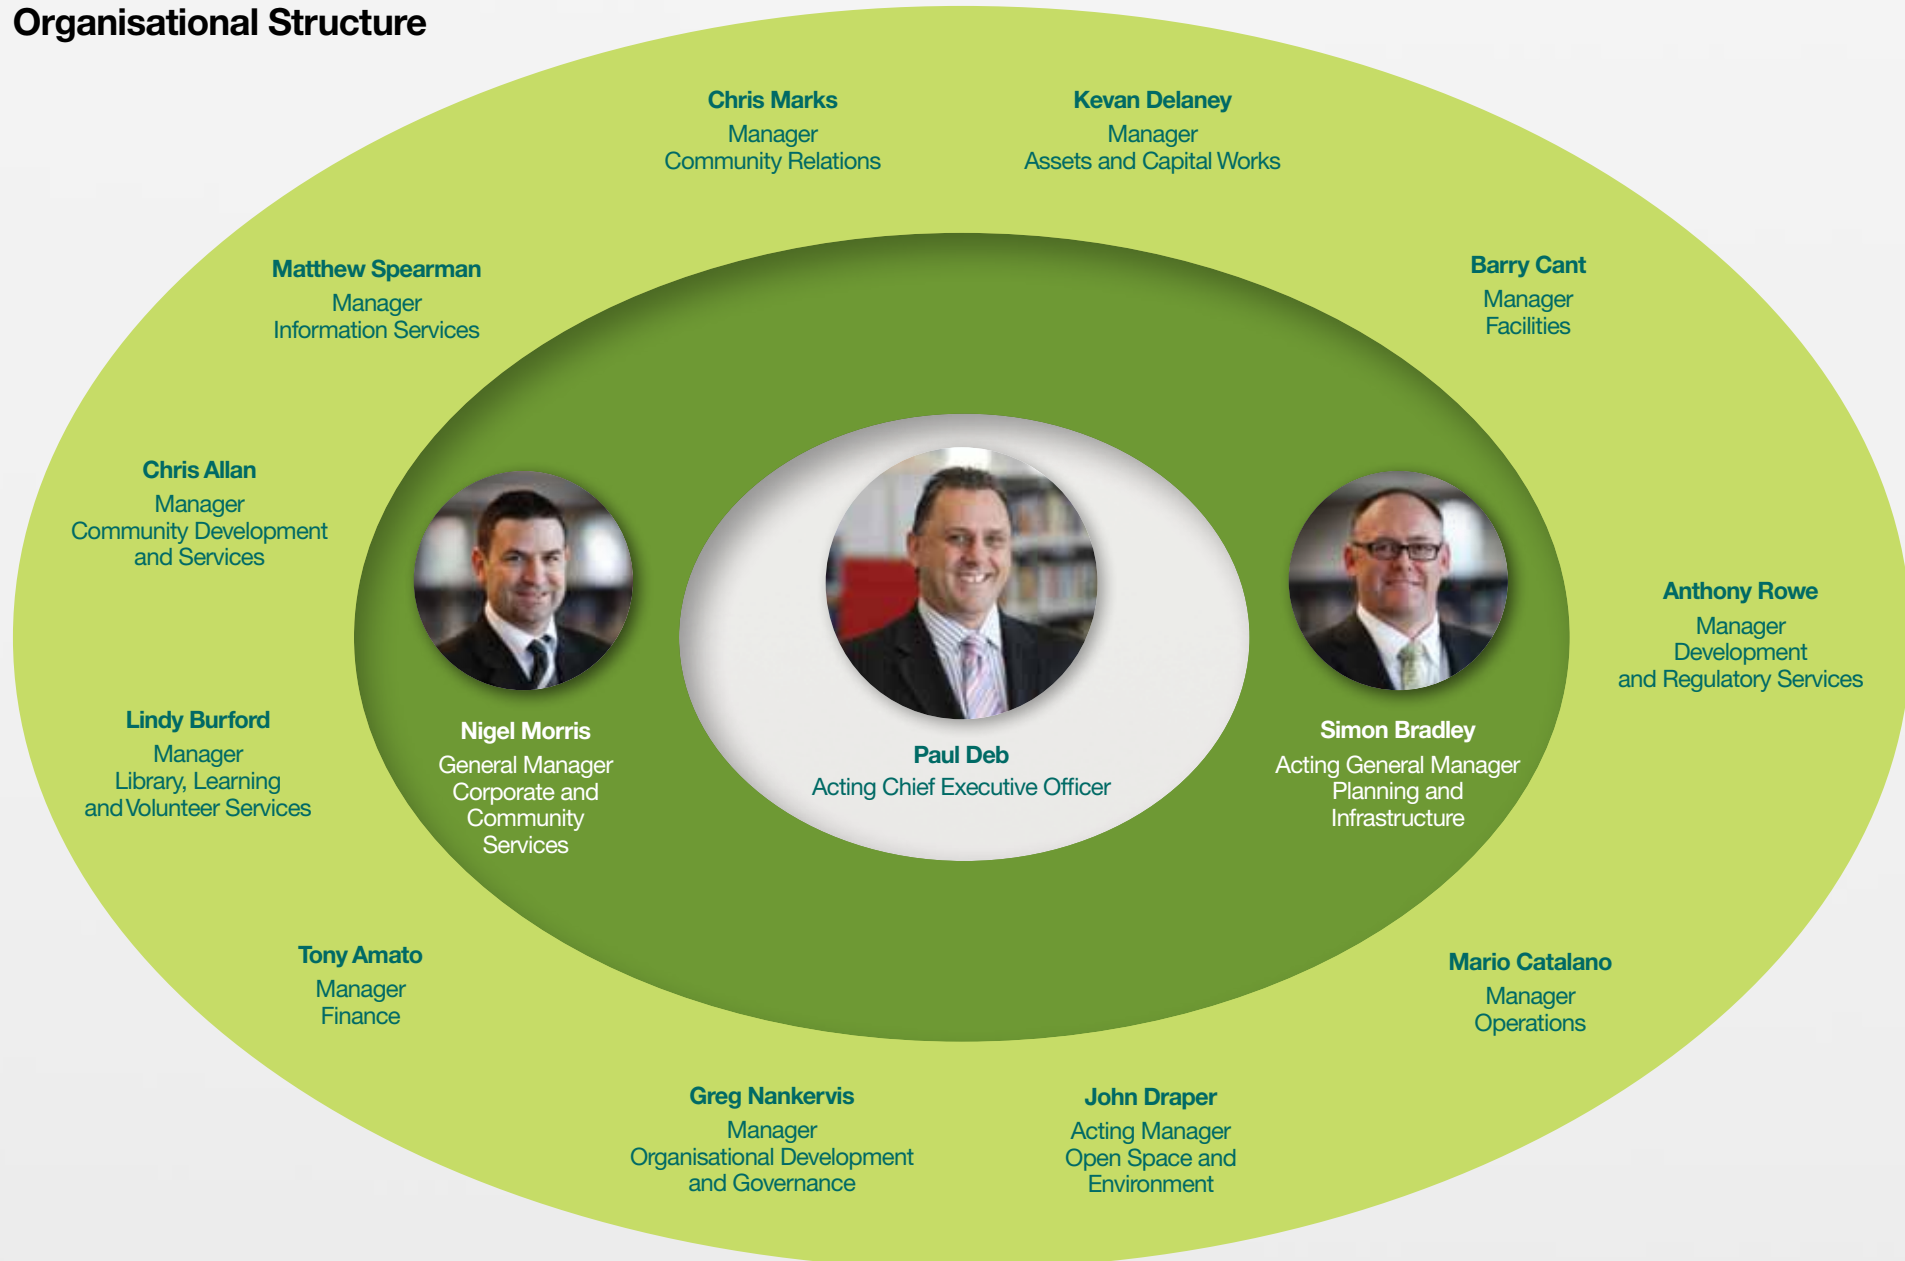 Organisational Structure
Chris Marks
Manager
Community Relations
Kevan Delaney
Manager
Assets and Capital Works
Matthew Spearman
Manager
Information Services
Barry Cant
Manager
Facilities
Chris Allan
Manager
Community Development
and Services
Anthony Rowe
Manager
Development
and Regulatory Services
Lindy Burford
Manager
Library, Learning
and Volunteer Services
Nigel Morris
General Manager
Corporate and
Community
Services
Paul Deb
Acting Chief Executive Officer
Simon Bradley
Acting General Manager
Planning and
Infrastructure
Tony Amato
Manager
Finance
Mario Catalano
Manager
Operations
Greg Nankervis
Manager
Organisational Development
and Governance
John Draper
Acting Manager
Open Space and
Environment